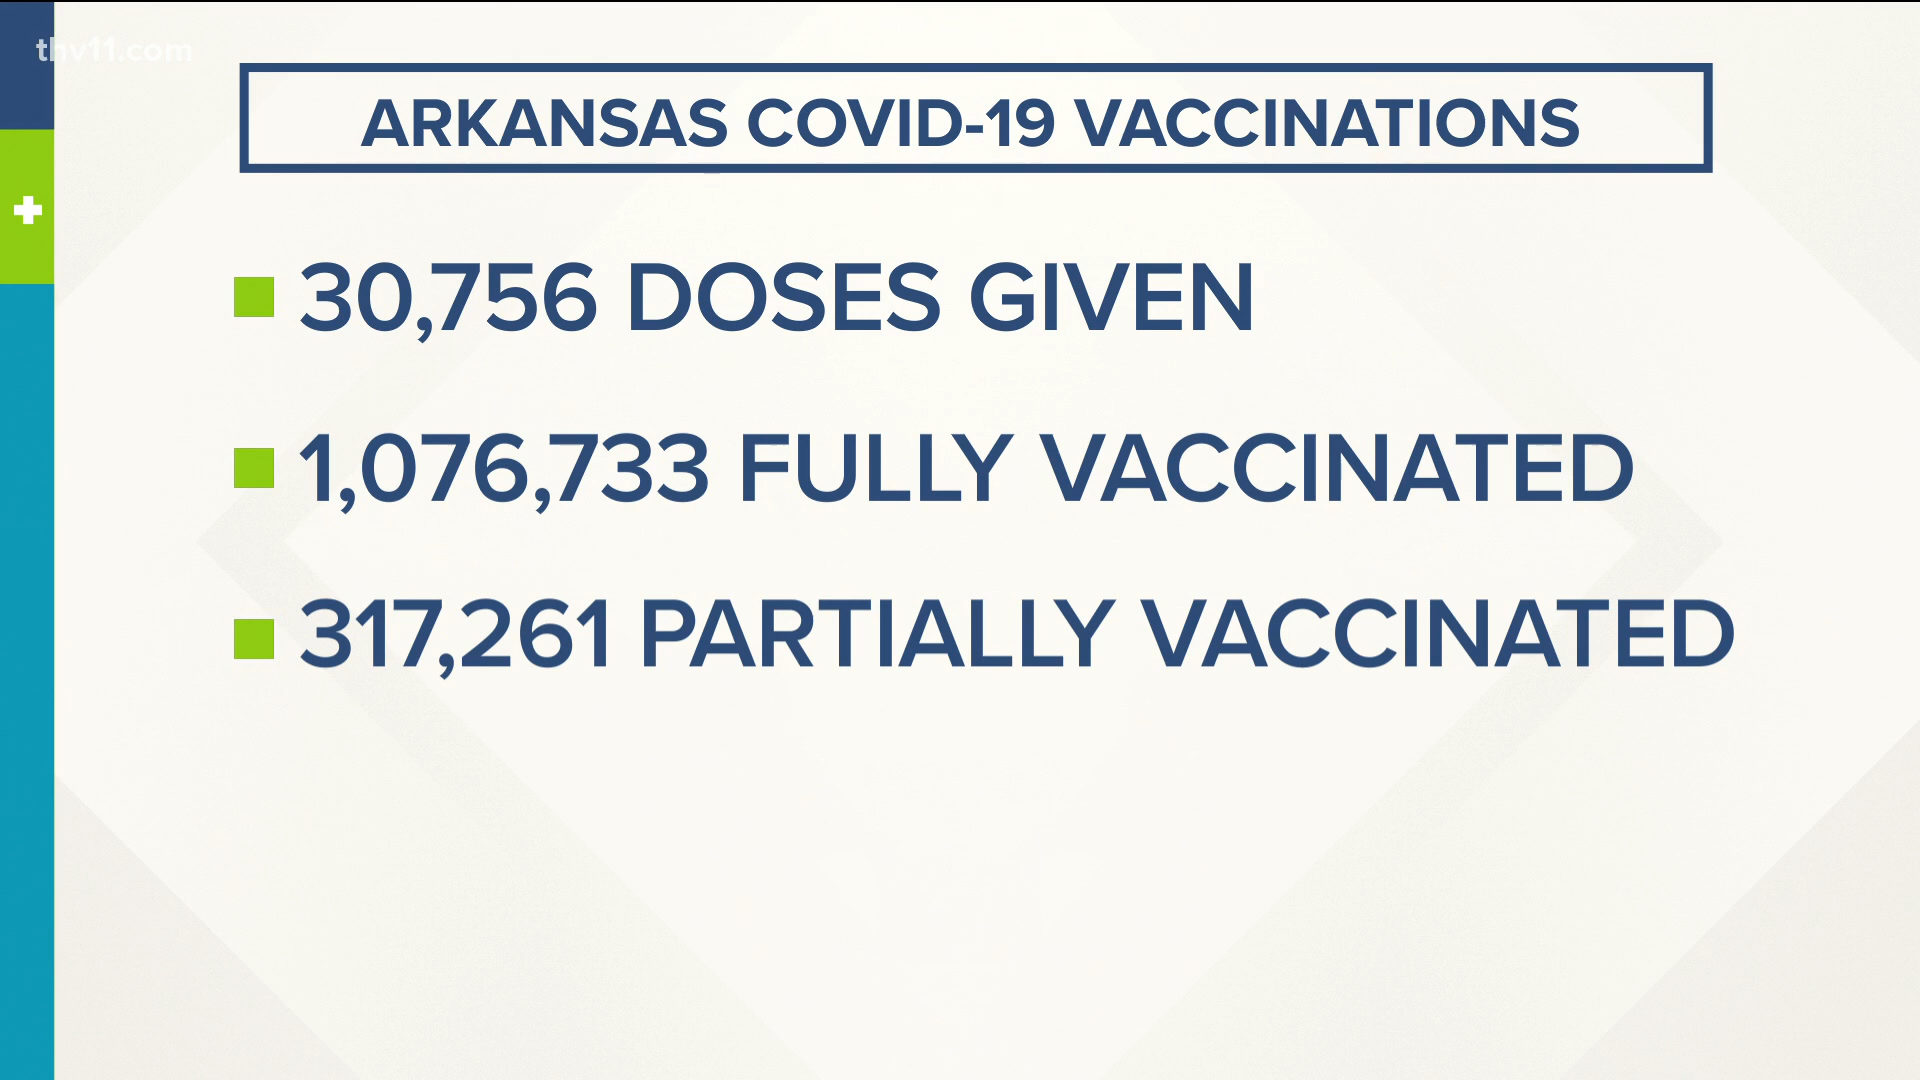 thv11.com
ARKANSAS COVID-19 VACCINATIONS
30,756 DOSES GIVEN
1,076,733 FULLY VACCINATED
317,261 PARTIALLY VACCINATED